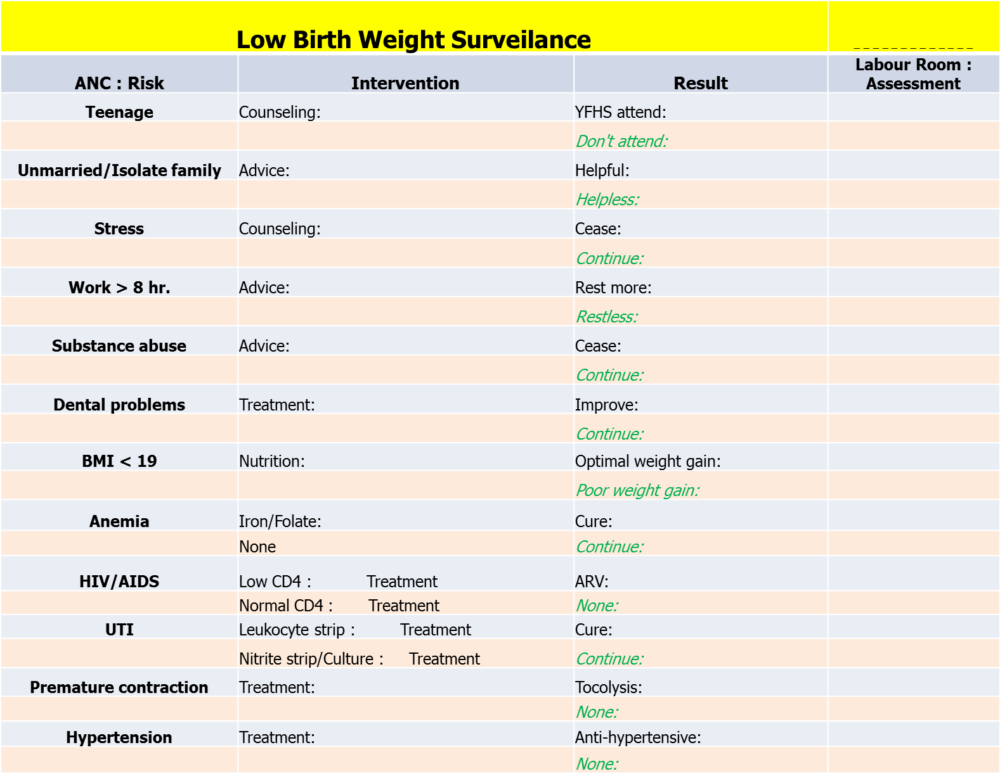 Low Birth Weight Surveilance
_ _ _ _ _ _ _ _ _ _ _ _ _
ANC : Risk Intervention Result Labour Room :
Assessment
Teenage Counseling: YFHS attend:
Don't attend:
Unmarried/Isolate family Advice: Helpful:
Helpless:
Stress Counseling: Cease:
Continue:
Work > 8 hr. Advice: Rest more:
Restless:
Substance abuse Advice: Cease:
Continue:
Dental problems Treatment: Improve:
Continue:
BMI < 19 Nutrition: Optimal weight gain:
Poor weight gain:
Anemia Iron/Folate: Cure:
None Continue:
HIV/AIDS Low CD4 : Treatment ARV:
Normal CD4 : Treatment None:
UTI Leukocyte strip : Treatment Cure:
Nitrite strip/Culture : Treatment Continue:
Premature contraction Treatment: Tocolysis:
None:
Hypertension Treatment: Anti-hypertensive:
None: